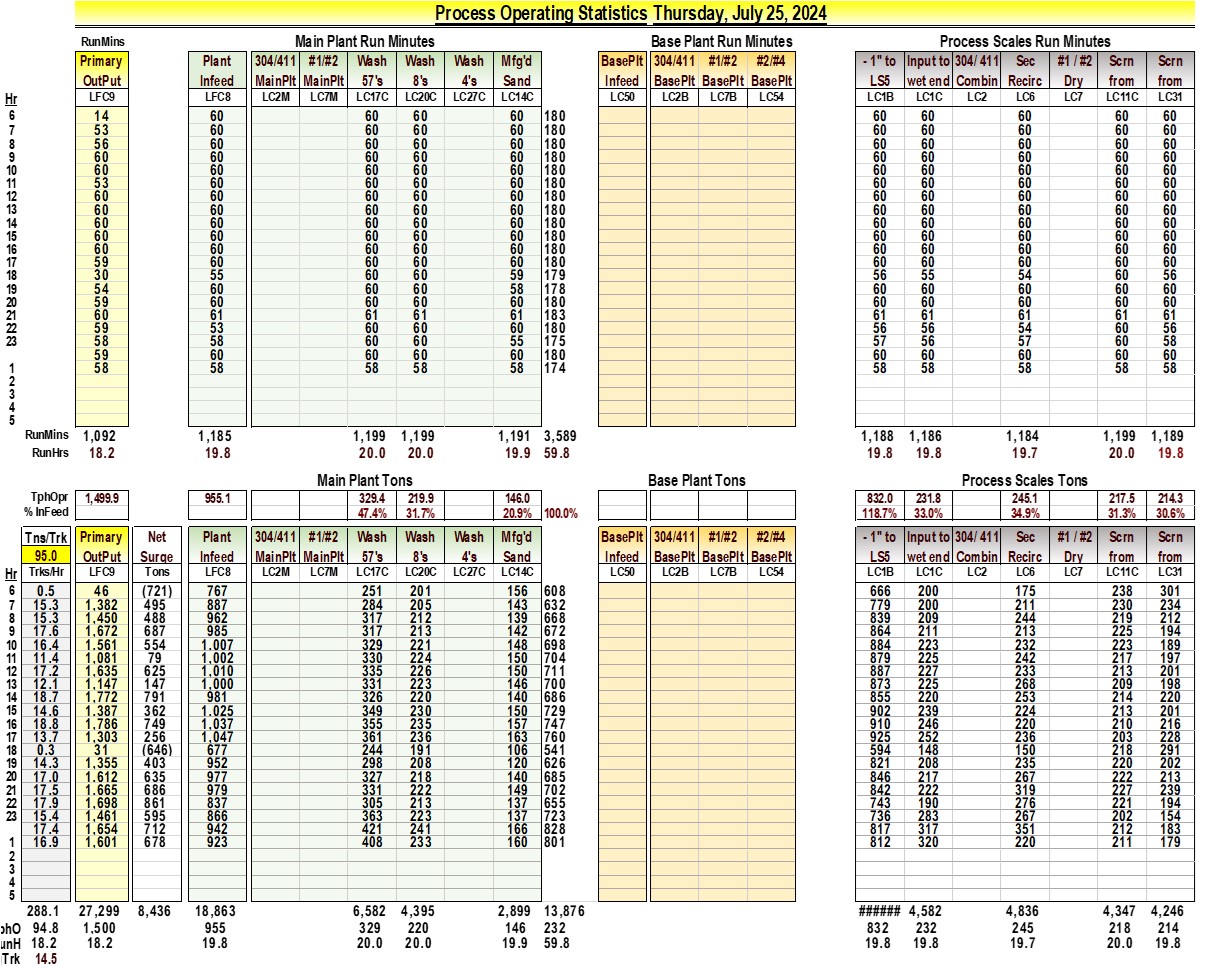 Process Operating Statistics Thursday, July 25, 2024
RunMins Main Plant Run Minutes Base Plant Run Minutes Process Scales Run Minutes
Primary Plant 304/411 #1/#2 Wash Wash Wash Mfg'd BasePlt 304/411 #1/#2 #2/#4 - 1" to Input to 304/ 411 Sec #1 / #2 Scrn Scrn
OutPut Infeed MainPlt MainPlt 57's 8's 4's Sand Infeed BasePlt BasePlt BasePlt LS5 wet end Combin Recirc Dry from from
Hr LFC9 LFC8 LC2M LC7M LC17C LC20C LC27C LC14C LC50 LC2B LC7B LC54 LC1B LC1C LC2 LC6 LC7 LC11C LC31
6 14 60 60 60 60 180 60 60 60 60 60
7 53 60 60 60 60 180 60 60 60 60 60
8 56 60 60 60 60 180 60 60 60 60 60
9 60 60 60 60 60 180 60 60 60 60 60
10 60 60 60 60 60 180 60 60 60 60 60
11 53 60 60 60 60 180 60 60 60 60 60
12 60 60 60 60 60 180 60 60 60 60 60
13 60 60 60 60 60 180 60 60 60 60 60
14 60 60 60 60 60 180 60 60 60 60 60
15 60 60 60 60 60 180 60 60 60 60 60
16 60 60 60 60 60 180 60 60 60 60 60
17 59 60 60 60 60 180 60 60 60 60 60
18 30 55 60 60 59 179 56 55 54 60 56
19 54 60 60 60 58 178 60 60 60 60 60
20 59 60 60 60 60 180 60 60 60 60 60
21 60 61 61 61 61 183 61 61 61 61 61
22 59 53 60 60 60 180 56 56 54 60 56
23 58 58 60 60 55 175 57 56 57 60 58
59 60 60 60 60 180 60 60 60 60 60
1 58 58 58 58 58 174 58 58 58 58 58
2
3
4
5
RunMins 1,092 1,185 1,199 1,199 1,191 3,589 1,188 1,186 1,184 1,199 1,189
RunHrs 18.2 19.8 20.0 20.0 19.9 59.8 19.8 19.8 19.7 20.0 19.8
Main Plant Tons Base Plant Tons Process Scales Tons
TphOpr 1,499.9 955.1 329.4 219.9 146.0 832.0 231.8 245.1 217.5 214.3
% InFeed 47.4% 31.7% 20.9% 100.0% 118.7% 33.0% 34.9% 31.3% 30.6%
Tns/Trk Primary Net Plant 304/411 #1/#2 Wash Wash Wash Mfg'd BasePlt 304/411 #1/#2 #2/#4 - 1" to Input to 304/ 411 Sec #1 / #2 Scrn Scrn
95.0 OutPut Surge Infeed MainPlt MainPlt 57's 8's 4's Sand Infeed BasePlt BasePlt BasePlt LS5 wet end Combin Recirc Dry from from
Hr Trks/Hr LFC9 Tons LFC8 LC2M LC7M LC17C LC20C LC27C LC14C LC50 LC2B LC7B LC54 LC1B LC1C LC2 LC6 LC7 LC11C LC31
6 0.5 46 (721) 767 251 201 156 608 666 200 175 238 301
7 15.3 1,382 495 887 284 205 143 632 779 200 211 230 234
8 15.3 1,450 488 962 317 212 139 668 839 209 244 219 212
9 17.6 1,672 687 985 317 213 142 672 864 211 213 225 194
10 16.4 1,561 554 1,007 329 221 148 698 884 223 232 223 189
11 11.4 1,081 79 1,002 330 224 150 704 879 225 242 217 197
12 17.2 1,635 625 1,010 335 226 150 711 887 227 233 213 201
13 12.1 1,147 147 1,000 331 223 146 700 873 225 268 209 198
14 18.7 1,772 791 981 326 220 140 686 855 220 253 214 220
15 14.6 1,387 362 1,025 349 230 150 729 902 239 224 213 201
16 18.8 1,786 749 1,037 355 235 157 747 910 246 220 210 216
17 13.7 1,303 256 1,047 361 236 163 760 925 252 236 203 228
18 0.3 31 (646) 677 244 191 106 541 594 148 150 218 291
19 14.3 1,355 403 952 298 208 120 626 821 208 235 220 202
20 17.0 1,612 635 977 327 218 140 685 846 217 267 222 213
21 17.5 1,665 686 979 331 222 149 702 842 222 319 227 239
22 17.9 1,698 861 837 305 213 137 655 743 190 276 221 194
23 15.4 1,461 595 866 363 223 137 723 736 283 267 202 154
17.4 1,654 712 942 421 241 166 828 817 317 351 212 183
1 16.9 1,601 678 923 408 233 160 801 812 320 220 211 179
2
3
4
5
288.1 27,299 8,436 18,863 6,582 4,395 2,899 13,876 ###### 4,582 4,836 4,347 4,246
phO 94.8 1,500 955 329 220 146 232 832 232 245 218 214
unH 18.2 18.2 19.8 20.0 20.0 19.9 59.8 19.8 19.8 19.7 20.0 19.8
Trk 14.5